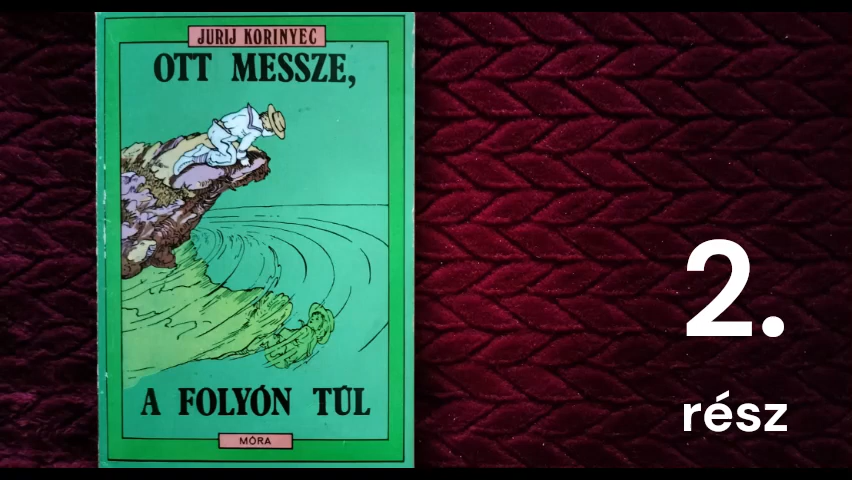 JURIJ KORINYEC
OTT MESSZE,
A FOLYÓN TÚL
MÓRA
2.
rész